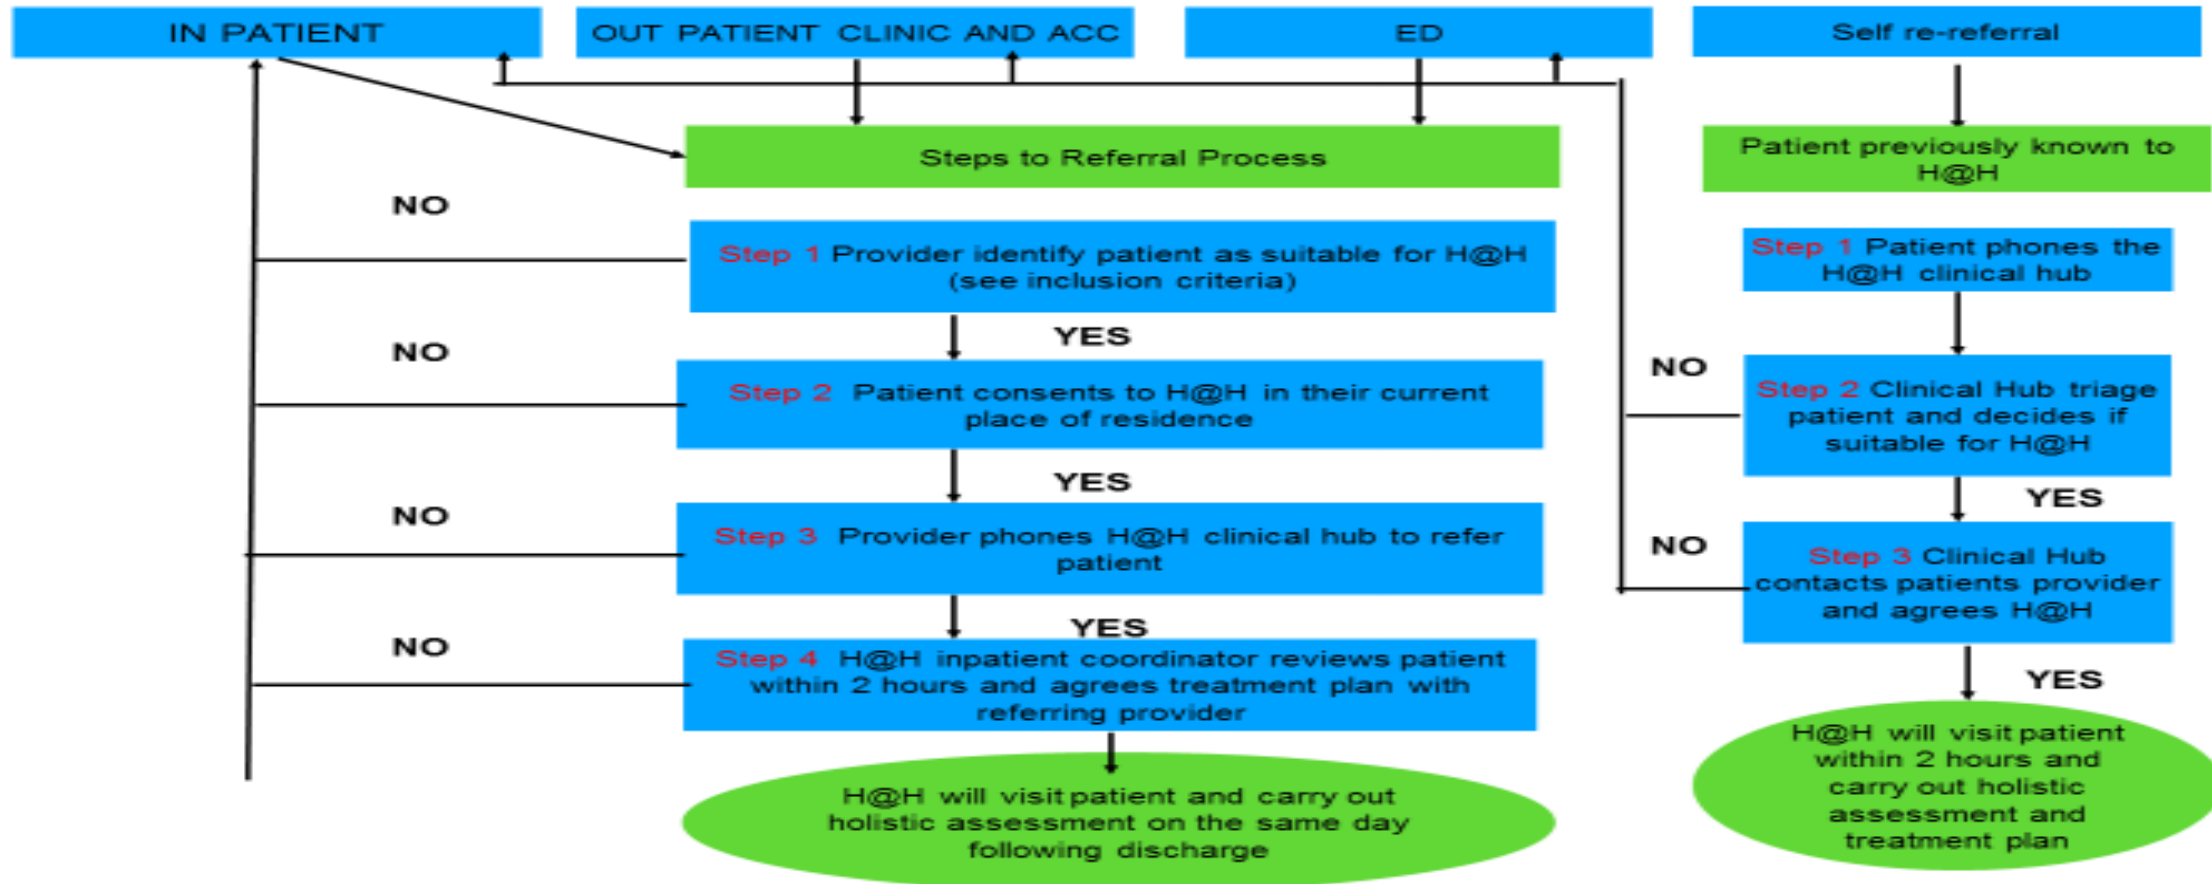 IN PATIENT
OUT PATIENT CLINIC AND ACC
ED
Self re-referral
Steps to Referral Process
Patient previously known to
H@H
NO
Step 1 Provider identify patient as suitable for H@H
(see inclusion criteria)
YES
NO
Step 2 Patient consents to H@H in their current
place of residence
YES
NO
Step 3 Provider phones H@H clinical hub to refer
patient
YES
NO
Step 4 H@H inpatient coordinator reviews patient
within 2 hours and agrees treatment plan with
referring provider
H@H will visit patient and carry out
holistic assessment on the same day
following discharge
Step 1 Patient phones the
H@H clinical hub
NO
Step 2 Clinical Hub triage
patient and decides if
suitable for H@H
YES
NO
Step 3 Clinical Hub
contacts patients provider
and agrees H@H
YES
H@H will visit patient
within 2 hours and
carry out holistic
assessment and
treatment plan